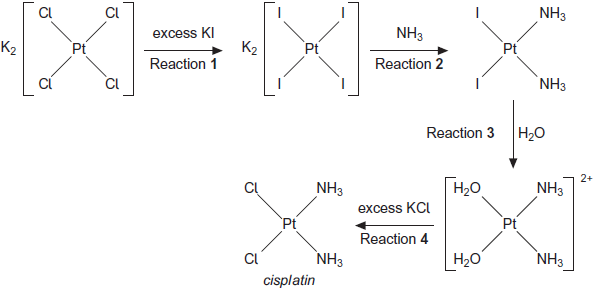 Cl Cl I I I NH3
K2 Pt excess KI K2 Pt NH3 Pt
Reaction 1 Reaction 2
Cl Cl I I I NH3
Reaction 3 H2O
2+
Cl NH3 H2O NH3
Pt excess KCl Pt
Reaction 4
Cl NH3 H2O NH3
cisplatin